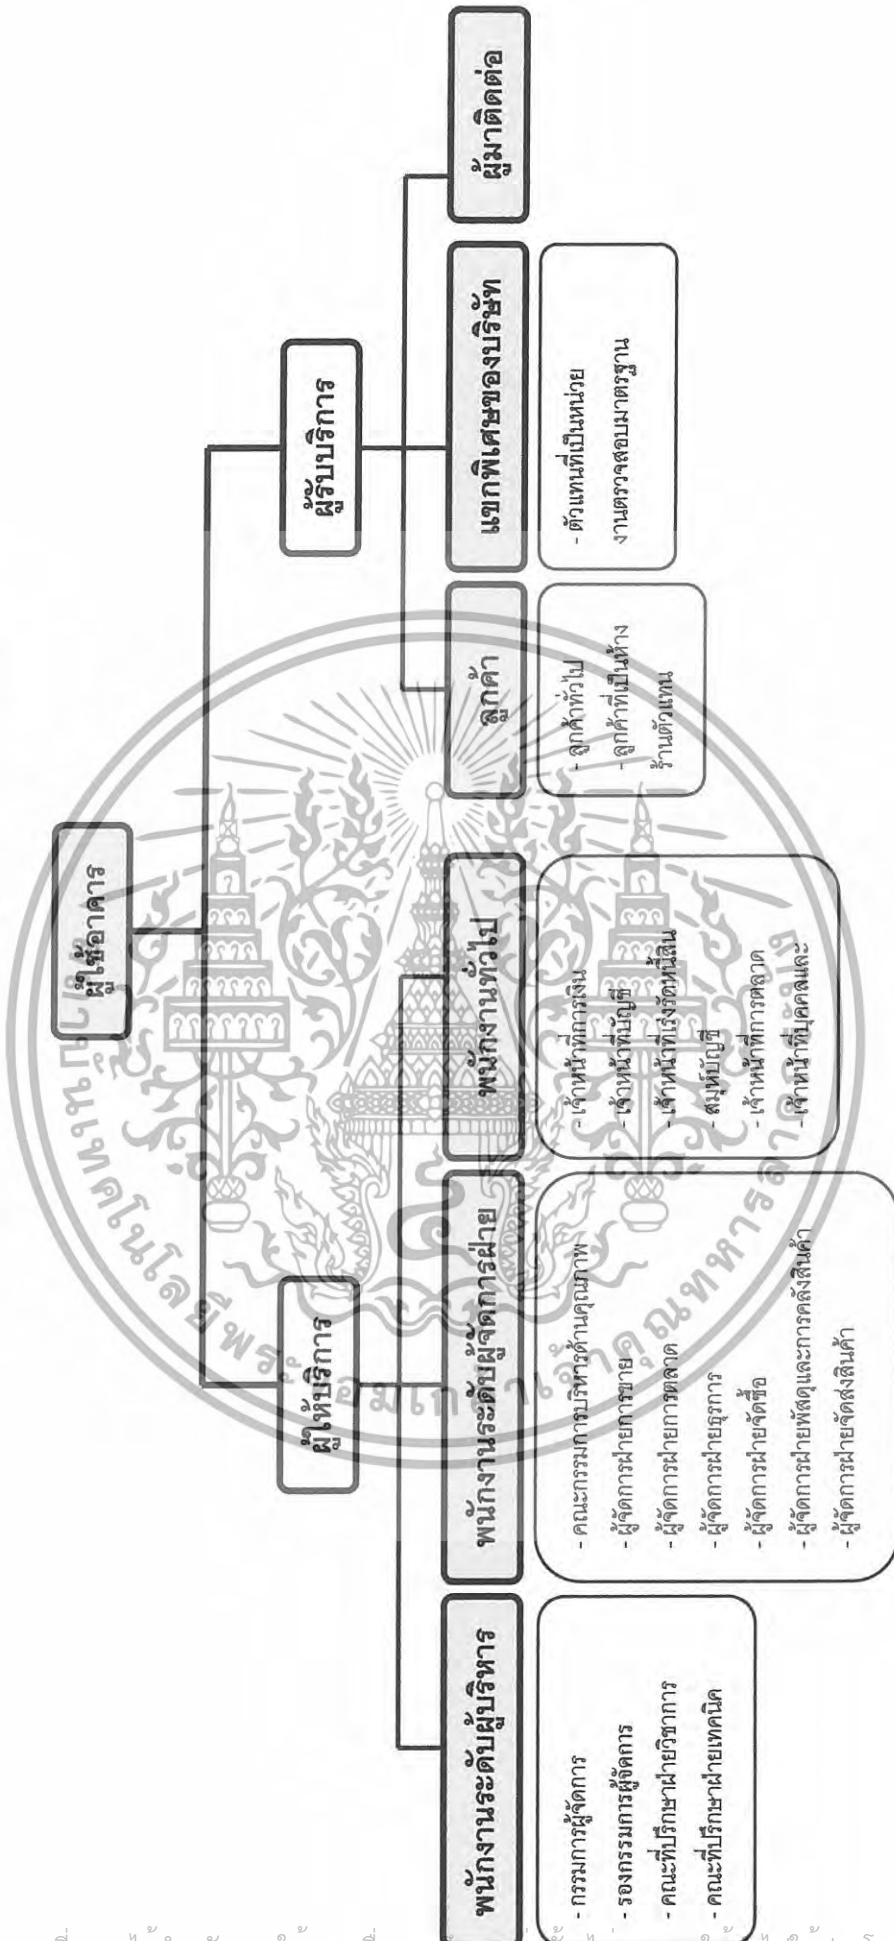 ผู้ใช้อาคาร
ผู้ให้บริการ
ผู้รับบริการ
พนักงานระดับผู้บริหาร
พนักงานระดับผู้จัดการฝ่าย
พนักงานทั่วไป
ลูกค้า
แขกพิเศษของบริษัท
ผู้มาติดต่อ
- กรรมการผู้จัดการ
- รองกรรมการผู้จัดการ
- คณะที่ปรึกษาฝ่ายวิชาการ
- คณะที่ปรึกษาฝ่ายเทคนิค
- คณะกรรมการบริหารด้านคุณภาพ
- ผู้จัดการฝ่ายการขาย
- ผู้จัดการฝ่ายการตลาด
- ผู้จัดการฝ่ายธุรการ
- ผู้จัดการฝ่ายจัดซื้อ
- ผู้จัดการฝ่ายพัสดุและการคลังสินค้า
- ผู้จัดการฝ่ายจัดส่งสินค้า
- เจ้าหน้าที่การเงิน
- เจ้าหน้าที่บัญชี
- เจ้าหน้าที่เร่งรัดหนี้สิน
- สมุห์บัญชี
- เจ้าหน้าที่การตลาด
- เจ้าหน้าที่บุคคลและ
- ลูกค้าทั่วไป
- ลูกค้าที่เป็นห้าง
ร้านตัวแทน
- ตัวแทนที่เป็นหน่วย
งานตรวจสอบมาตรฐาน